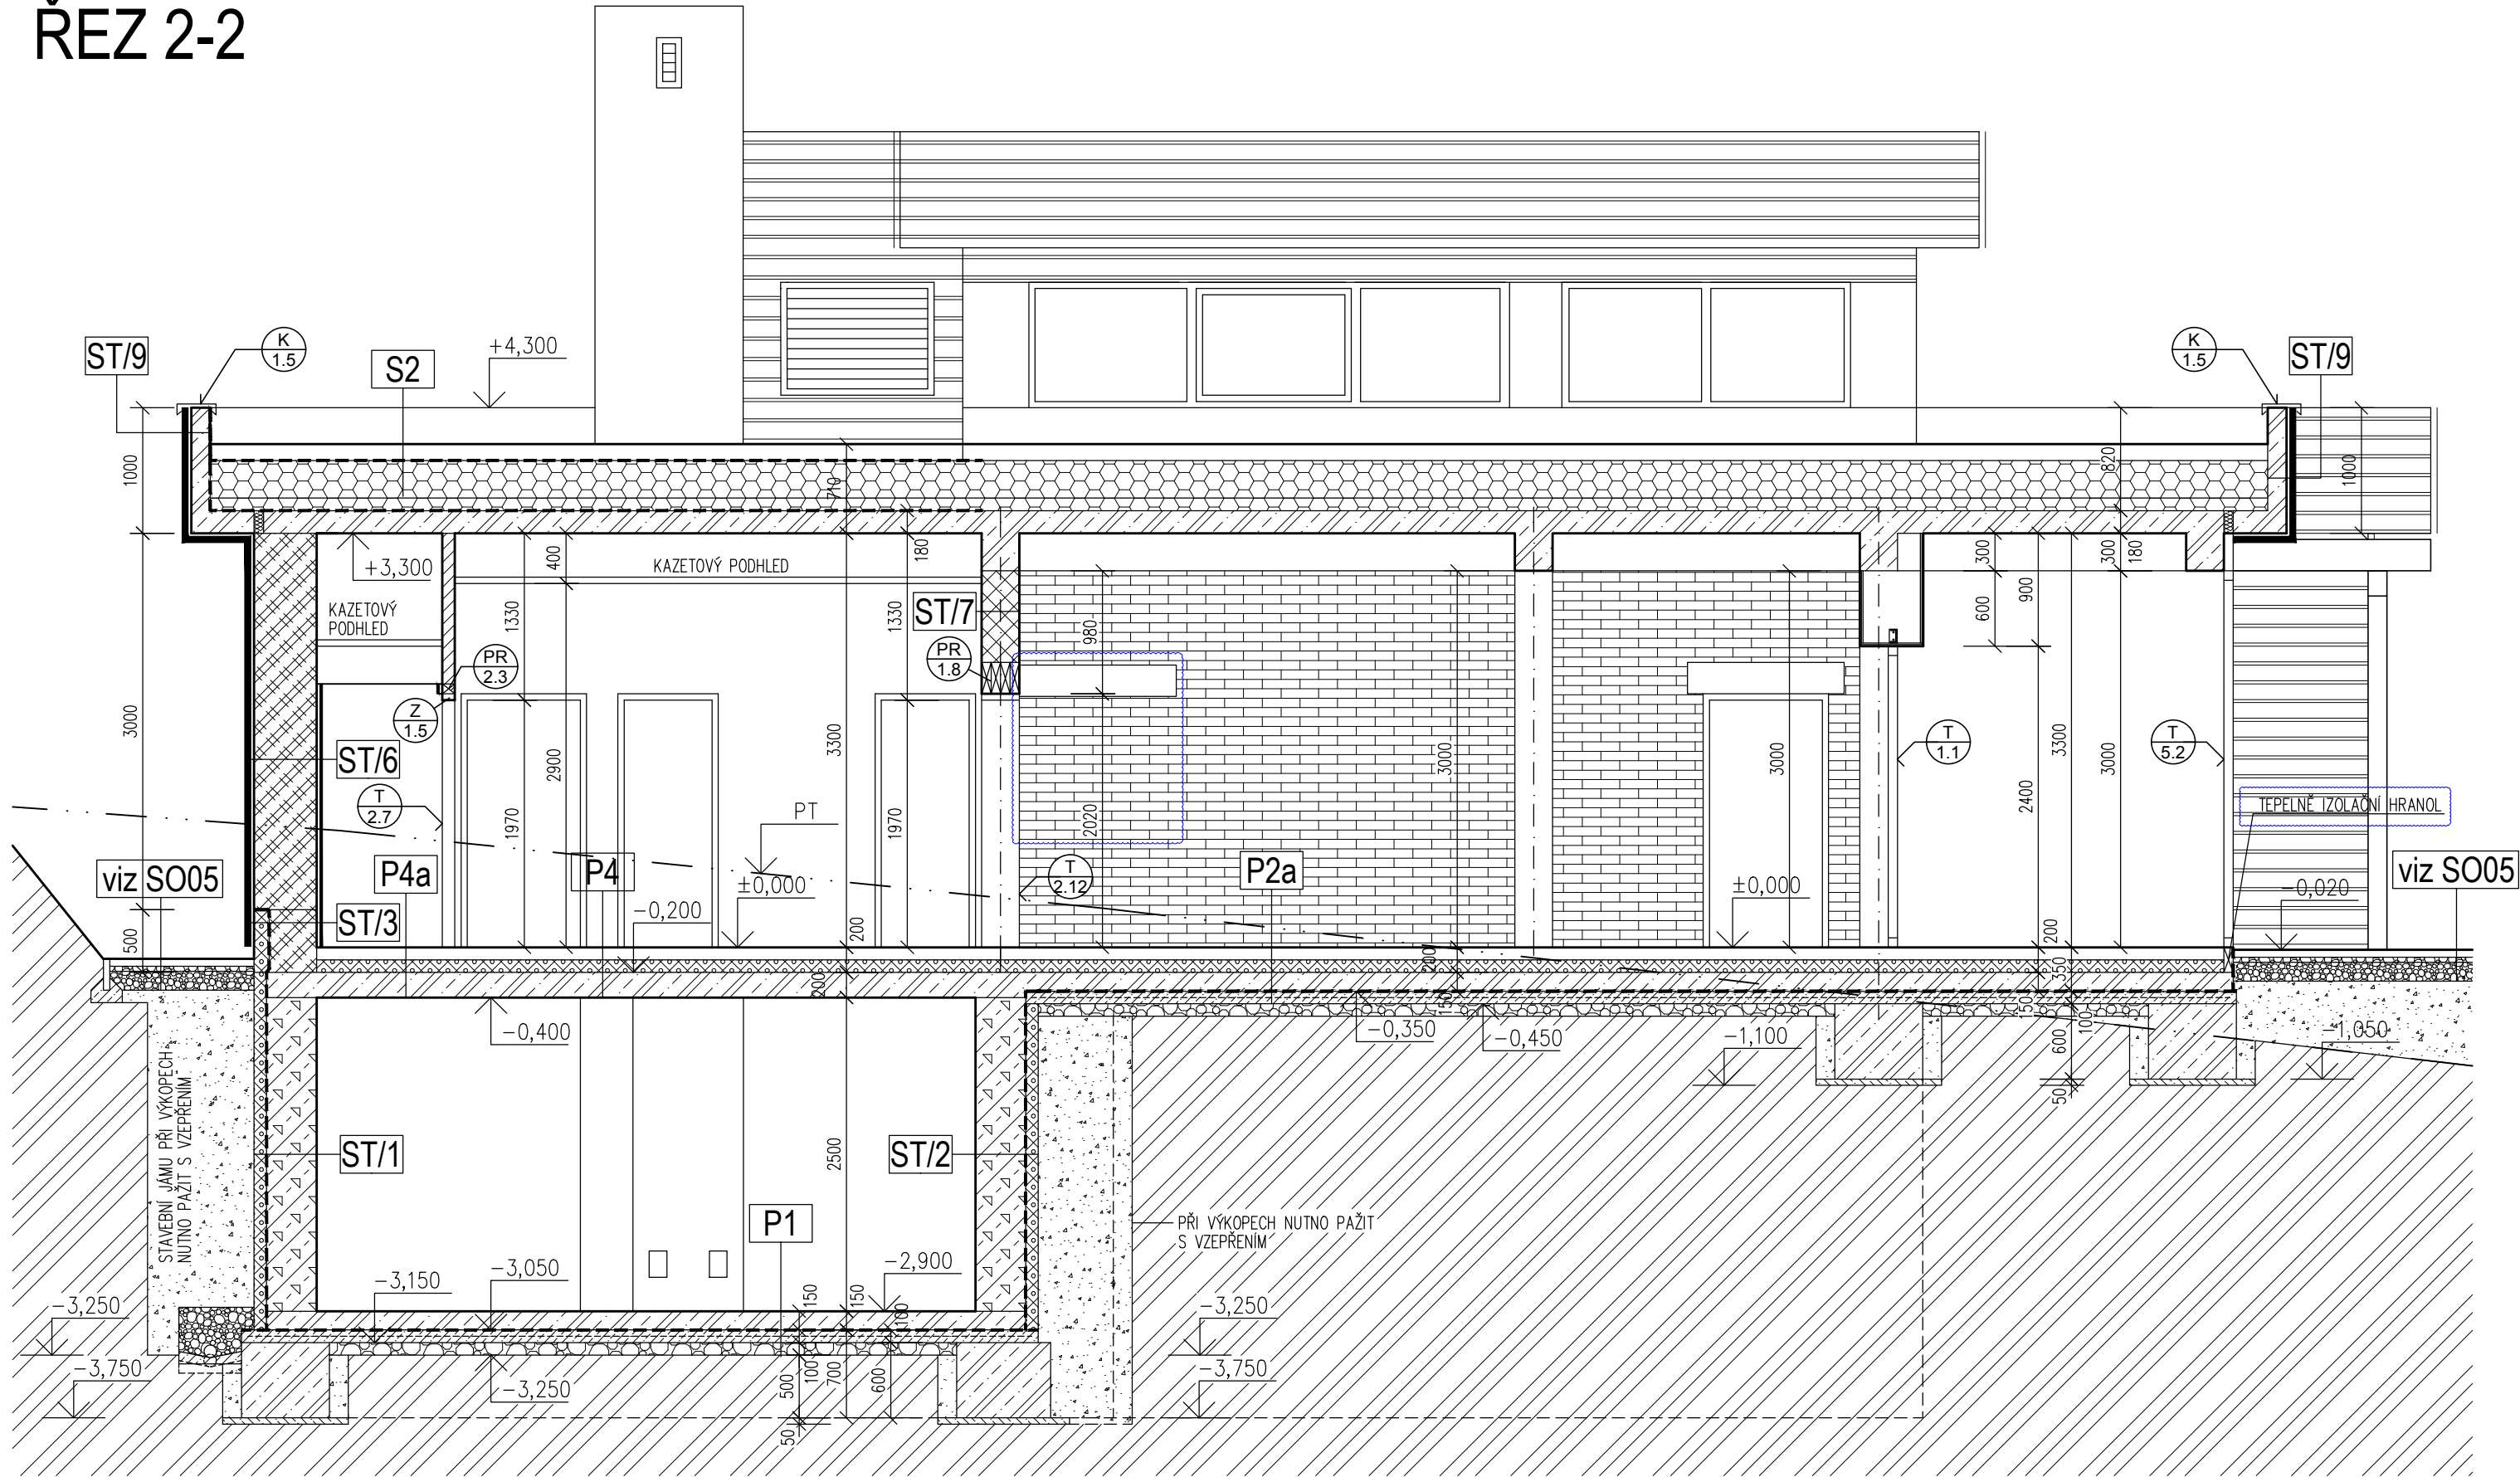 ŘEZ 2-2
ST/9
K
1.5
S2
+4,300
K
1.5
ST/9
1000
710
820
1000
180
400
+3,300
KAZETOVÝ PODHLED
KAZETOVÝ
PODHLED
1330
1330
ST/7
980
300
600
900
300
180
PR
2.3
PR
1.8
Z
1.5
3000
ST/6
T
2.7
1970
2900
3300
1970
2020
3000
3000
T
1.1
2400
3300
3000
T
5.2
TEPELNĚ IZOLAČNÍ HRANOL
PT
viz SO05
P4a
P4
±0,000
T
2.12
P2a
±0,000
-0,020
viz SO05
ST/3
500
-0,200
200
200
200
200
350
150
150
100
600
50
-0,400
-0,350
-0,450
-1,100
-1,050
STAVEBNÍ JÁMU PŘI VÝKOPECH
NUTNO PAŽIT S VZEPŘENÍM
ST/1
2500
ST/2
P1
PŘI VÝKOPECH NUTNO PAŽIT
S VZEPŘENÍM
-3,150
-3,050
-2,900
150
150
100
-3,250
-3,750
-3,250
500
100
700
600
50
-3,250
-3,750